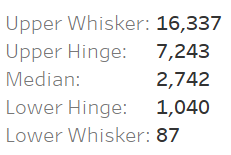 Upper Whisker: 16,337
Upper Hinge: 7,243
Median: 2,742
Lower Hinge: 1,040
Lower Whisker: 87